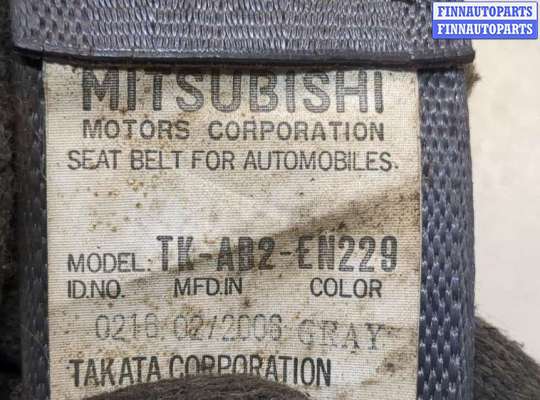 FINNAUTOPARTS
FINNAUTOPARTS
MITSUBISHI
MOTORS CORPORATION
SEAT BELT FOR AUTOMOBILES.
MODEL. TK-AB2-EN229
ID.NO. MFD.IN COLOR
0218 02/2006 GRAY
TAKATA CORPORATION